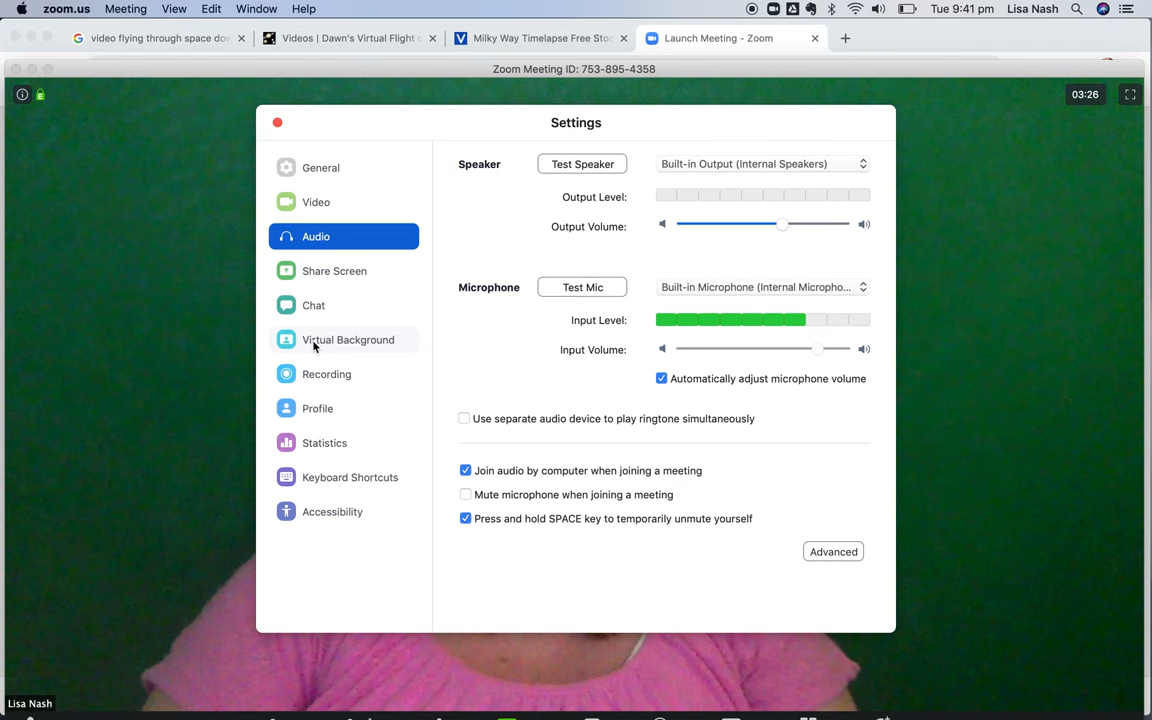 zoom.us Meeting View Edit Window Help Tue 9:41 pm Lisa Nash
video flying through space dow Videos | Dawn's Virtual Flight o Milky Way Timelapse Free Stoc Launch Meeting - Zoom
Zoom Meeting ID: 753-895-4358
03:26
Settings
General
Video
Audio
Share Screen
Chat
Virtual Background
Recording
Profile
Statistics
Keyboard Shortcuts
Accessibility
Speaker Test Speaker Built-in Output (Internal Speakers)
Output Level:
Output Volume:
Microphone Test Mic Built-in Microphone (Internal Micropho...
Input Level:
Input Volume:
Automatically adjust microphone volume
Use separate audio device to play ringtone simultaneously
Join audio by computer when joining a meeting
Mute microphone when joining a meeting
Press and hold SPACE key to temporarily unmute yourself
Advanced
Lisa Nash